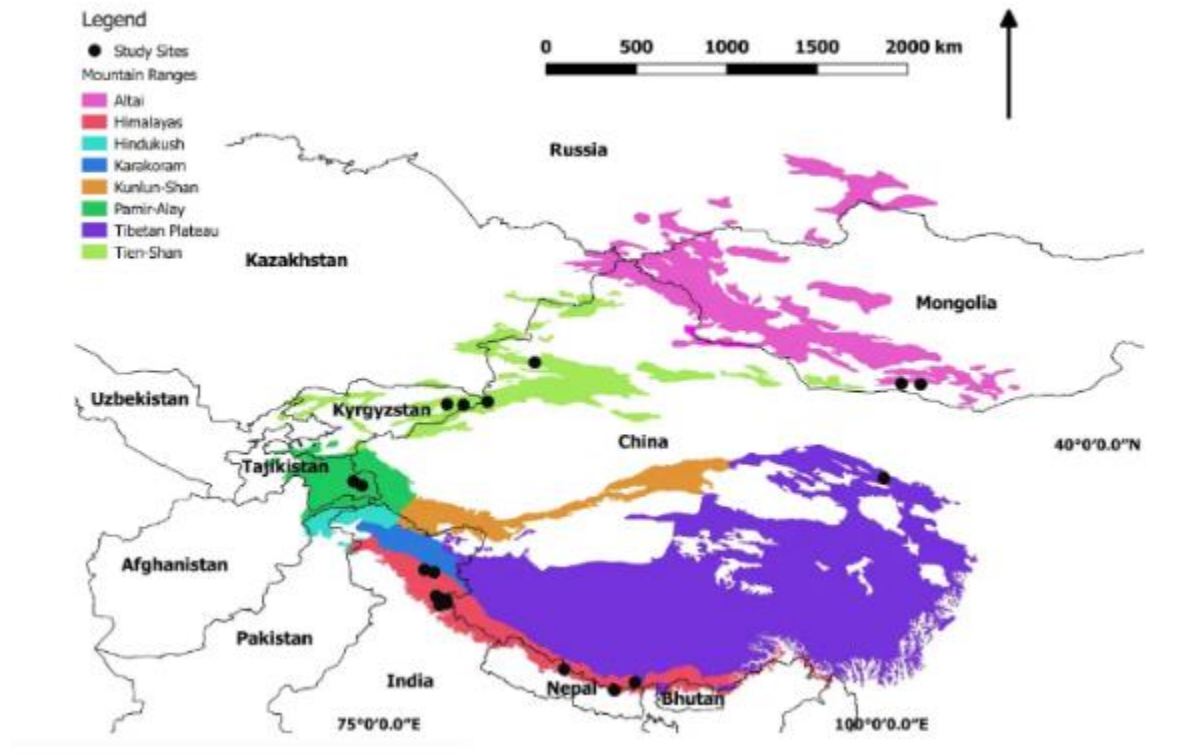 Legend
Study Sites
Mountain Ranges
Altai
Himalayas
Hindukush
Karakoram
Kunlun-Shan
Pamir-Alay
Tibetan Plateau
Tien-Shan
0 500 1000 1500 2000 km
Russia
Kazakhstan
Mongolia
Uzbekistan
Kyrgyzstan
China
40°0'0.0"N
Tajikistan
Afghanistan
Pakistan
India
Nepal
Bhutan
75°0'0.0"E
100°0'0.0"E